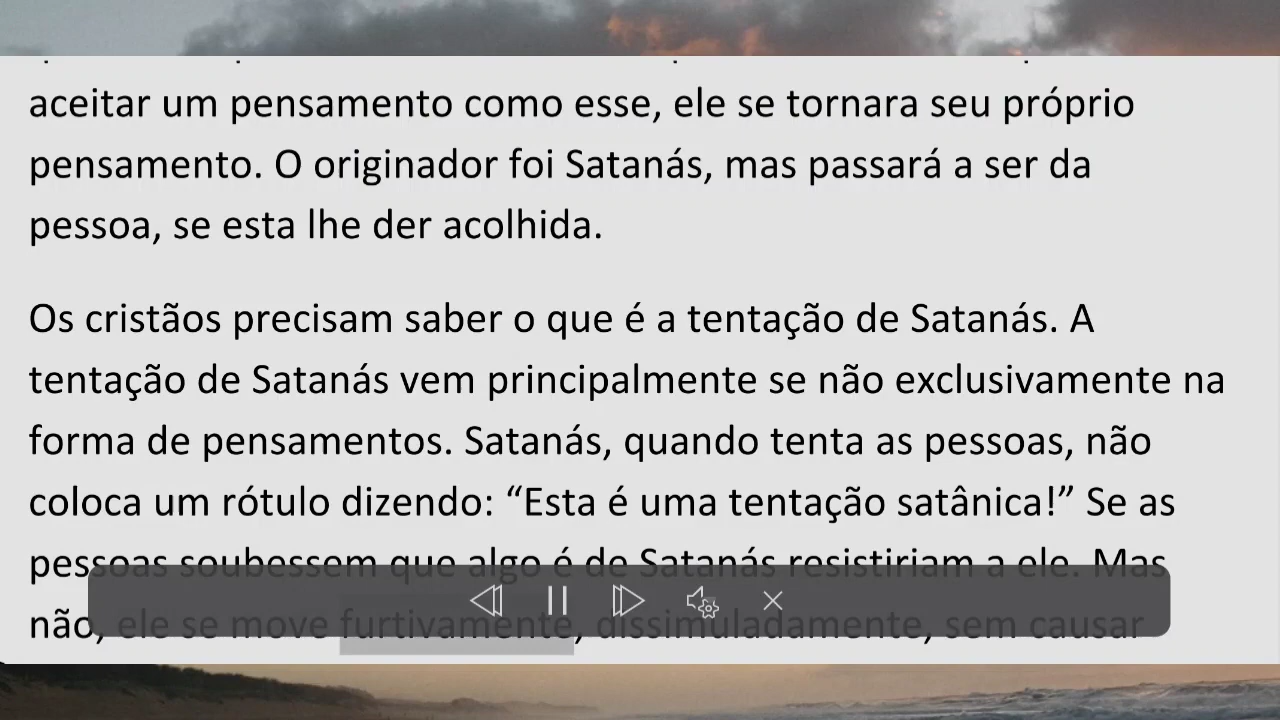 aceitar um pensamento como esse, ele se tornara seu próprio
pensamento. O originador foi Satanás, mas passará a ser da
pessoa, se esta lhe der acolhida.
Os cristãos precisam saber o que é a tentação de Satanás. A
tentação de Satanás vem principalmente se não exclusivamente na
forma de pensamentos. Satanás, quando tenta as pessoas, não
coloca um rótulo dizendo: “Esta é uma tentação satânica!” Se as
pessoas soubessem que algo é de Satanás resistiriam a ele. Mas
não, ele se move furtivamente, dissimuladamente, sem causar